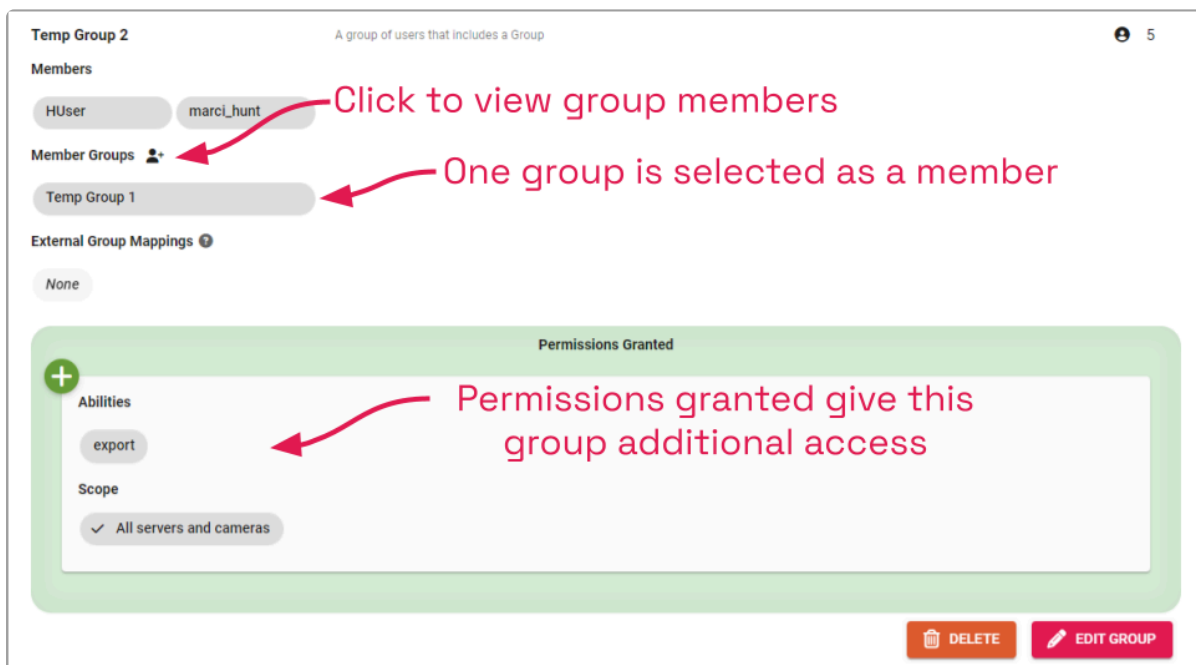 Temp Group 2 A group of users that includes a Group 5
Members
HUser marci_hunt
Click to view group members
Member Groups
One group is selected as a member
Temp Group 1
External Group Mappings ?
None
Permissions Granted
Permissions granted give this
group additional access
Abilities
export
Scope
All servers and cameras
DELETE EDIT GROUP